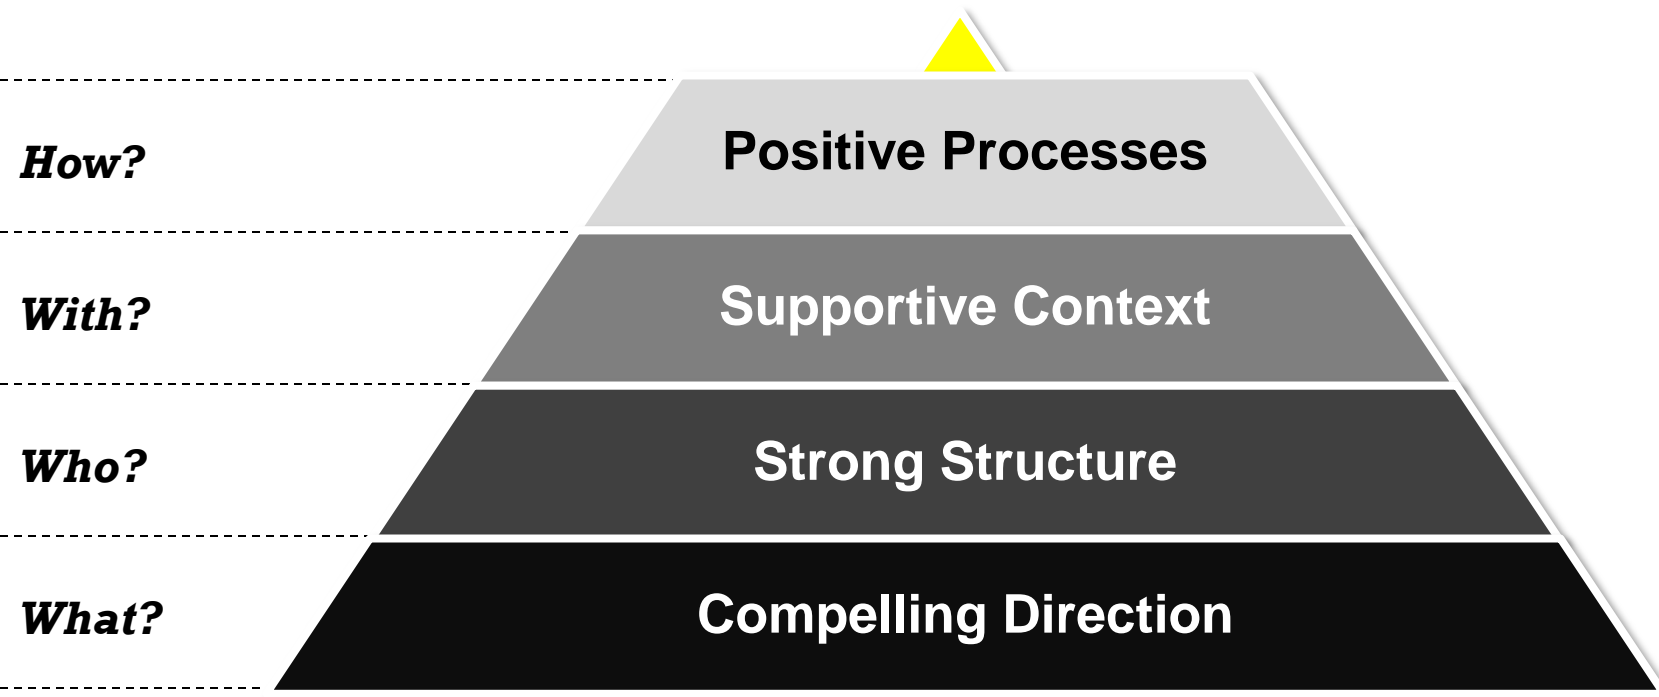 How?
Positive Processes
With?
Supportive Context
Who?
Strong Structure
What?
Compelling Direction